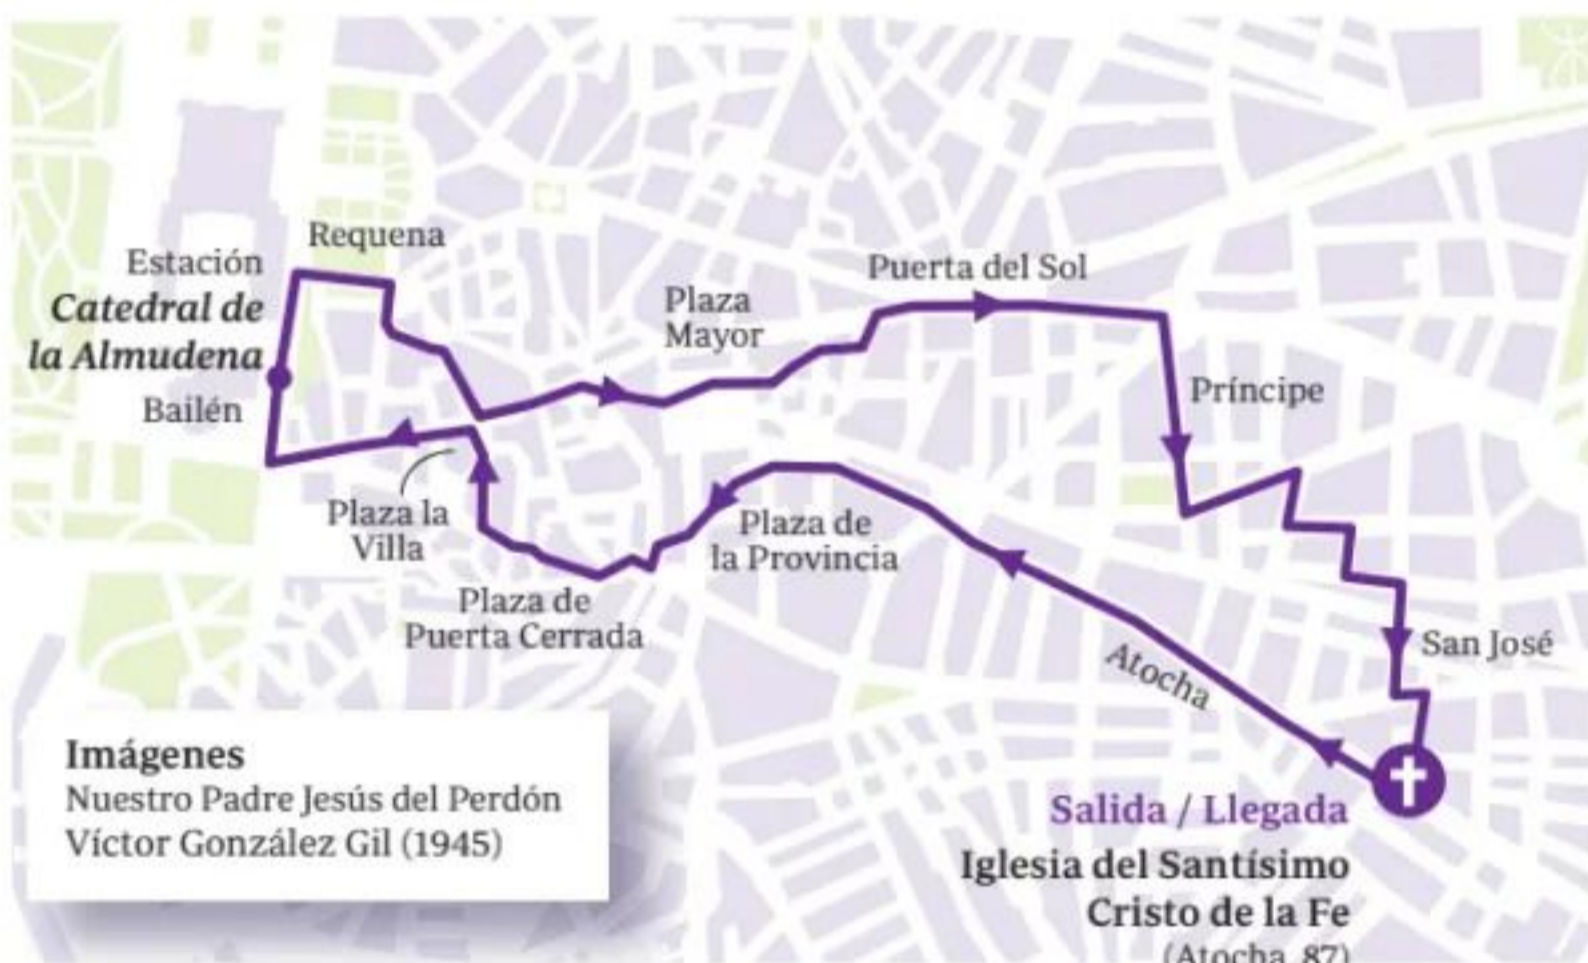 Requena
Estación
Catedral de
la Almudena
Bailén
Plaza
Mayor
Puerta del Sol
Príncipe
Plaza la
Villa
Plaza de
la Provincia
Plaza de
Puerta Cerrada
San José
Atocha
Imágenes
Nuestro Padre Jesús del Perdón
Víctor González Gil (1945)
Salida / Llegada
Iglesia del Santísimo
Cristo de la Fe
(Atocha, 87)